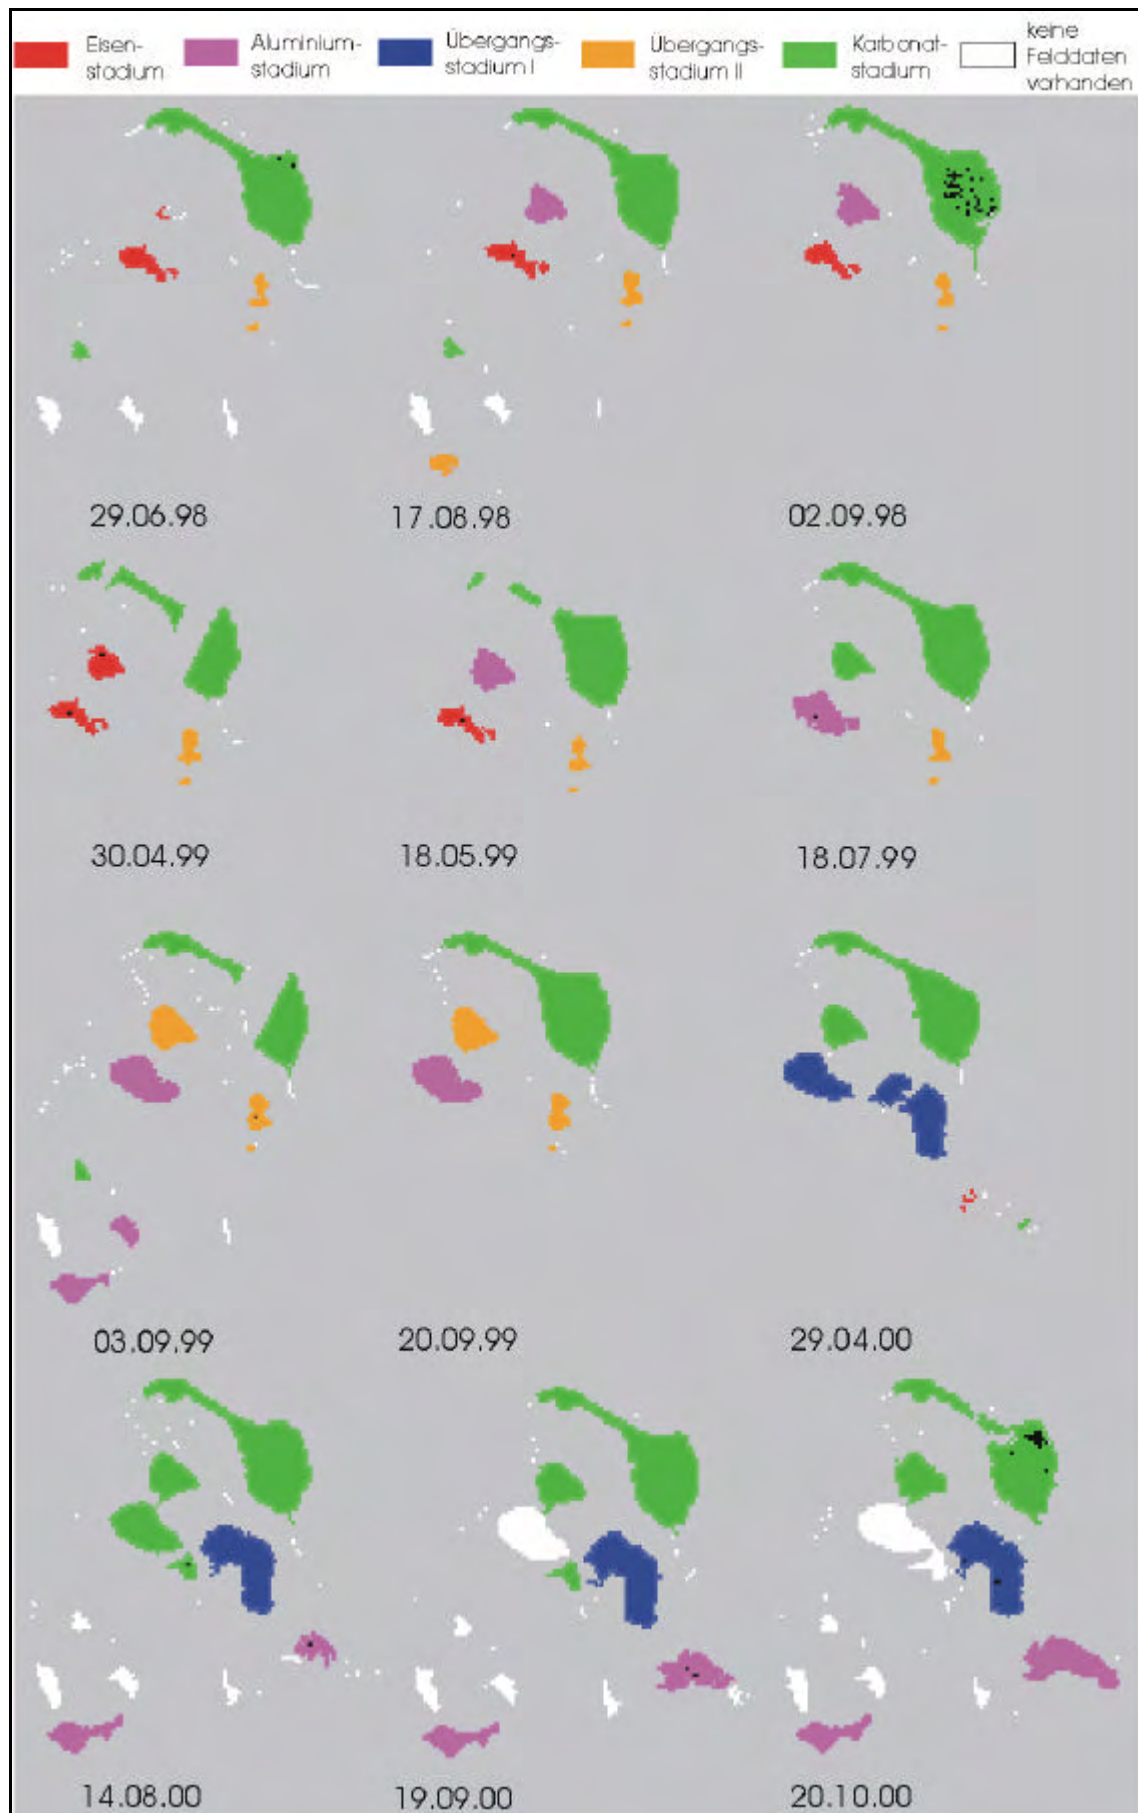 Eisen-
stadium
Aluminium-
stadium
Übergangs-
stadium I
Übergangs-
stadium II
Karbonat-
stadium
keine
Felddaten
vorhanden
29.06.98
17.08.98
02.09.98
30.04.99
18.05.99
18.07.99
03.09.99
20.09.99
29.04.00
14.08.00
19.09.00
20.10.00